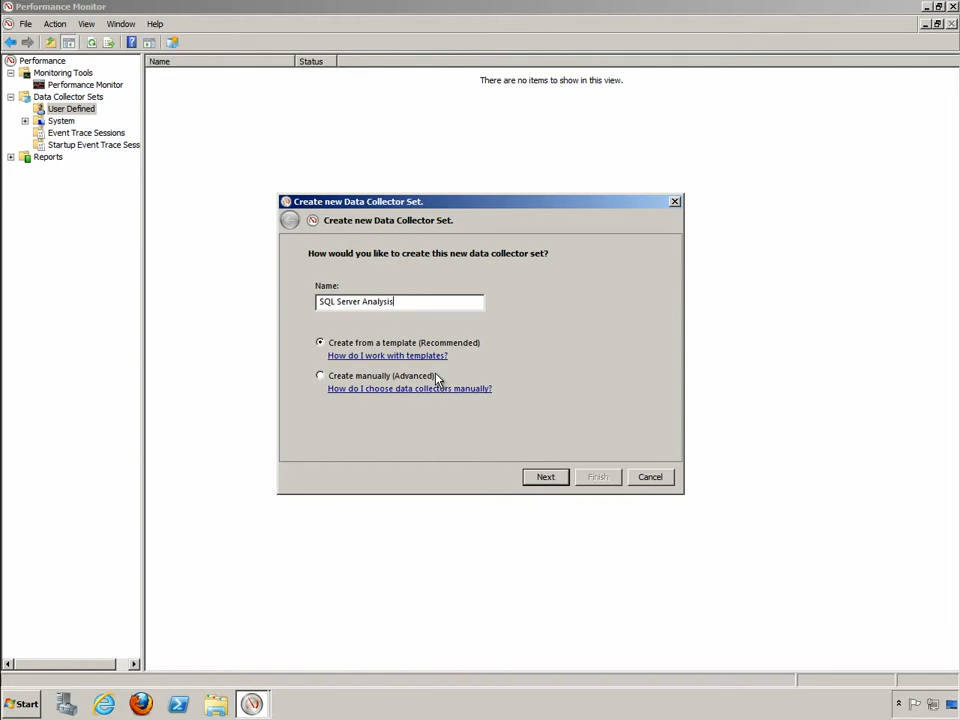 Performance Monitor
File Action View Window Help
Performance
Monitoring Tools
Performance Monitor
Data Collector Sets
User Defined
System
Event Trace Sessions
Startup Event Trace Sess
Reports
Name Status
There are no items to show in this view.
Create new Data Collector Set.
Create new Data Collector Set.
How would you like to create this new data collector set?
Name:
SQL Server Analysis
Create from a template (Recommended)
How do I work with templates?
Create manually (Advanced)
How do I choose data collectors manually?
Next Finish Cancel
Start